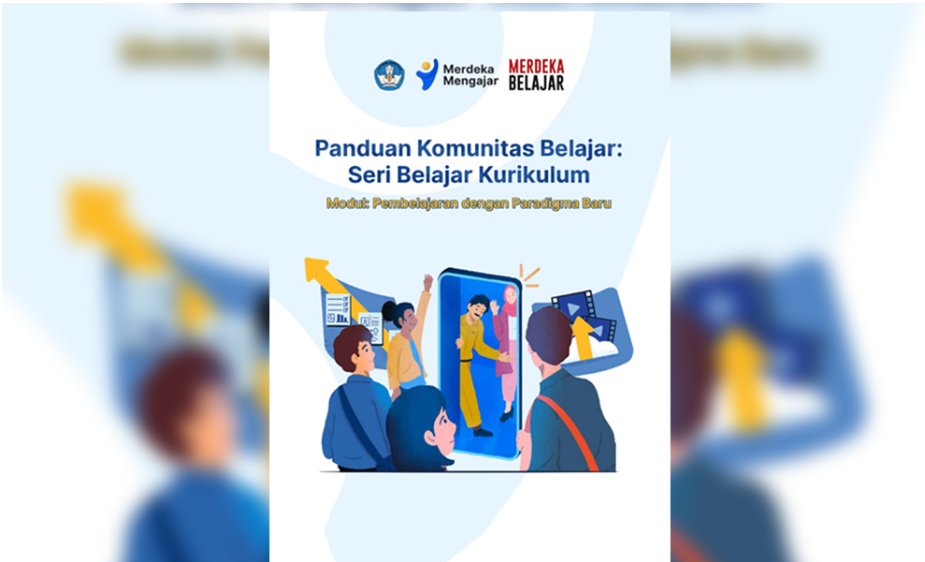 Merdeka
Mengajar
MERDEKA
BELAJAR
Panduan Komunitas Belajar:
Seri Belajar Kurikulum
Modul: Pembelajaran dengan Paradigma Baru